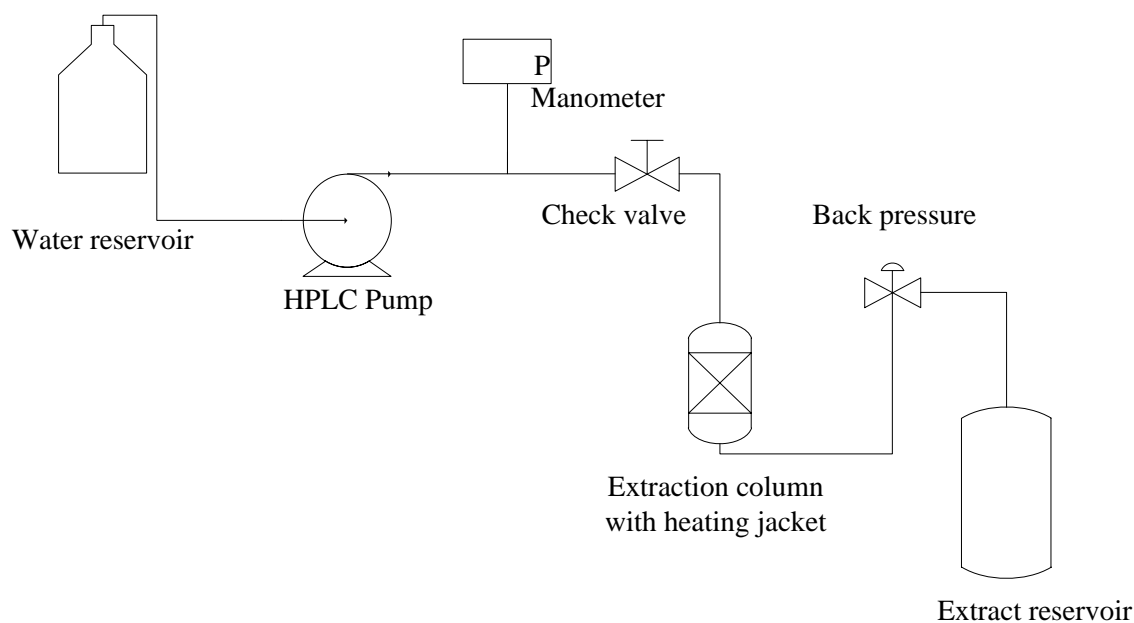 P
Manometer
Check valve
Back pressure
Water reservoir
HPLC Pump
Extraction column
with heating jacket
Extract reservoir